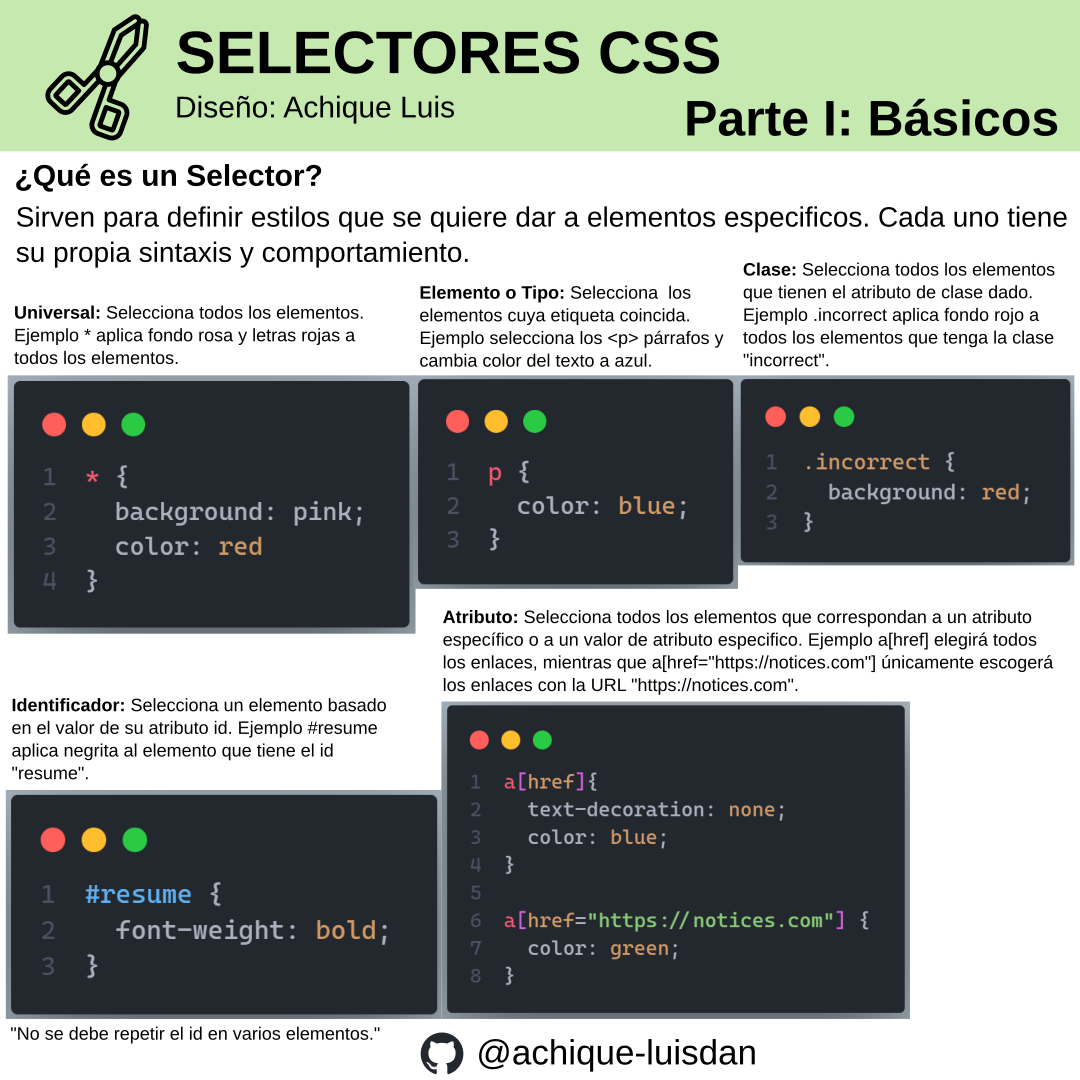 SELECTORES CSS
Diseño: Achique Luis
Parte I: Básicos
¿Qué es un Selector?
Sirven para definir estilos que se quiere dar a elementos especificos. Cada uno tiene
su propia sintaxis y comportamiento.
Universal: Selecciona todos los elementos.
Ejemplo * aplica fondo rosa y letras rojas a
todos los elementos.
1 * {
2 background: pink;
3 color: red
4 }
Elemento o Tipo: Selecciona  los
elementos cuya etiqueta coincida.
Ejemplo selecciona los <p> párrafos y
cambia color del texto a azul.
1 p {
2 color: blue;
3 }
Clase: Selecciona todos los elementos
que tienen el atributo de clase dado.
Ejemplo .incorrect aplica fondo rojo a
todos los elementos que tenga la clase
"incorrect".
1 .incorrect {
2 background: red;
3 }
Identificador: Selecciona un elemento basado
en el valor de su atributo id. Ejemplo #resume
aplica negrita al elemento que tiene el id
"resume".
1 #resume {
2 font-weight: bold;
3 }
"No se debe repetir el id en varios elementos."
Atributo: Selecciona todos los elementos que correspondan a un atributo
específico o a un valor de atributo especifico. Ejemplo a[href] elegirá todos
los enlaces, mientras que a[href="https://notices.com"] únicamente escogerá
los enlaces con la URL "https://notices.com".
1 a[href]{
2 text-decoration: none;
3 color: blue;
4 }
5
6 a[href="https://notices.com"] {
7 color: green;
8 }
@achique-luisdan